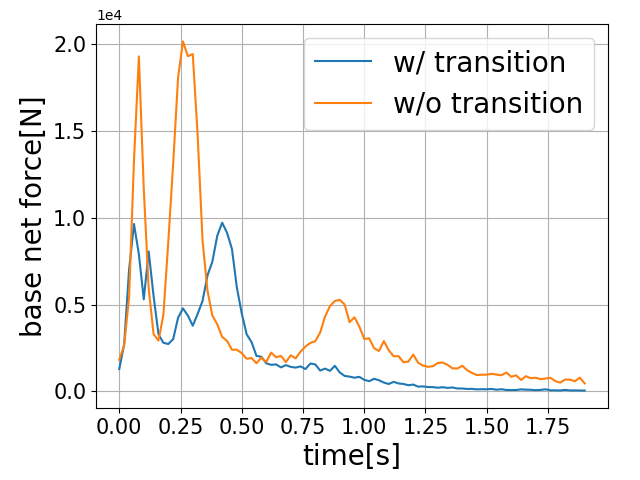 1e4
2.0
1.5
1.0
0.5
0.0
base net force[N]
w/ transition
w/o transition
0.00 0.25 0.50 0.75 1.00 1.25 1.50 1.75
time[s]